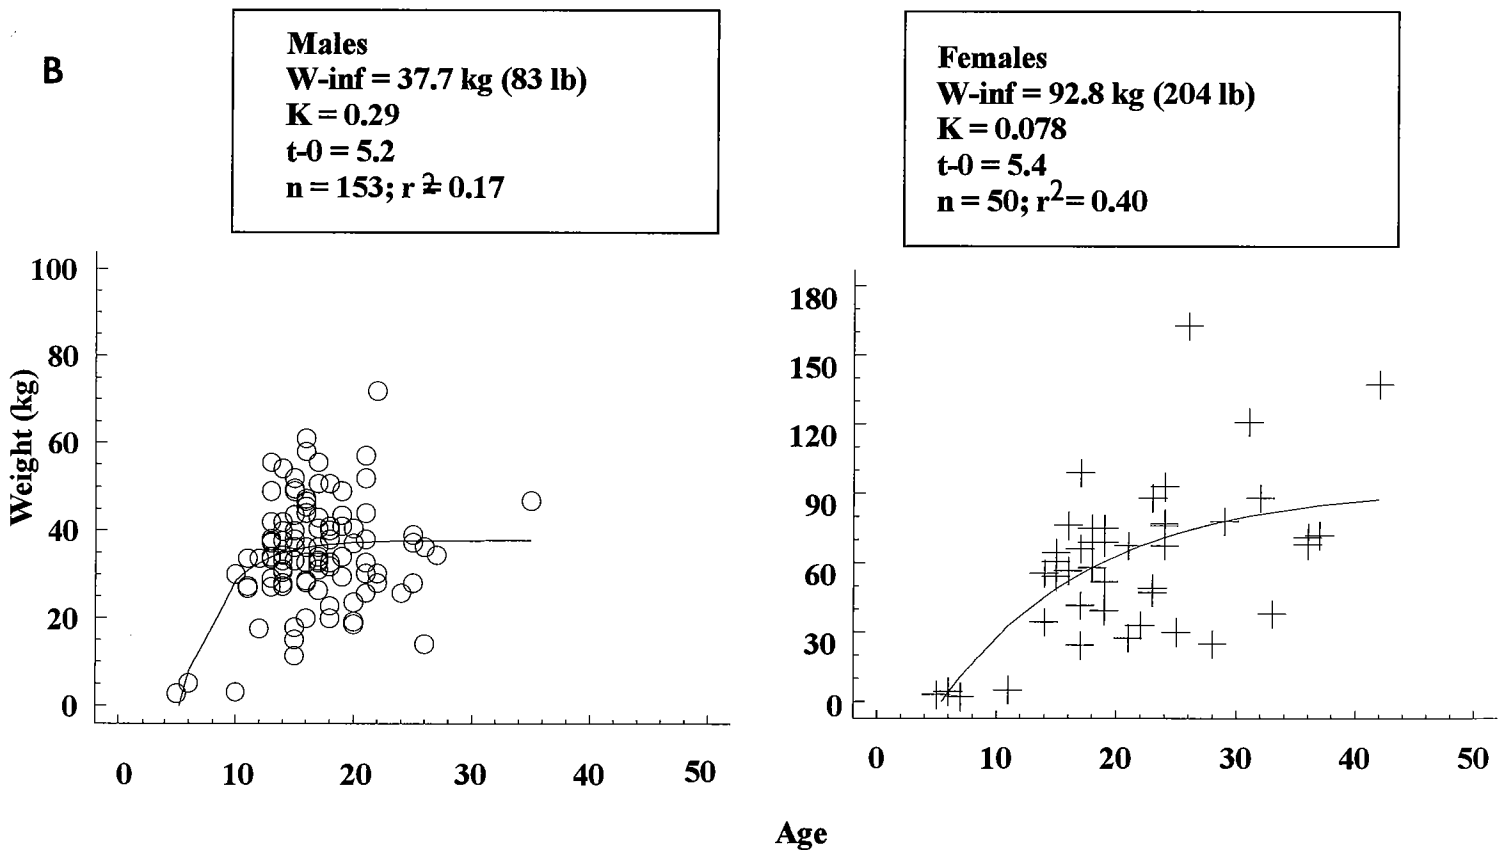 B
Males
W-inf = 37.7 kg (83 lb)
K = 0.29
t-0 = 5.2
n = 153; r 2= 0.17
Females
W-inf = 92.8 kg (204 lb)
K = 0.078
t-0 = 5.4
n = 50; r2= 0.40
Weight (kg)
100
80
60
40
20
0
0 10 20 30 40 50
180
150
120
90
60
30
0
0 10 20 30 40 50
Age